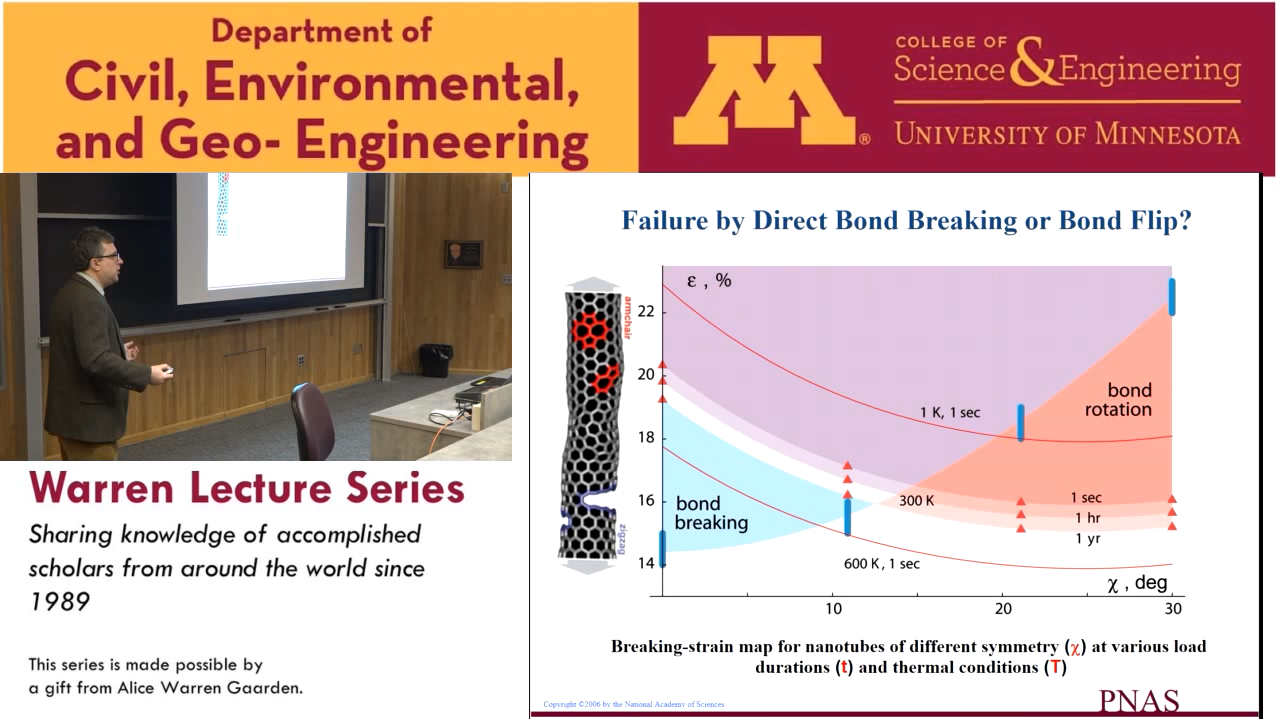 Department of
Civil, Environmental,
and Geo- Engineering
M®
COLLEGE OF
Science & Engineering
UNIVERSITY OF MINNESOTA
Warren Lecture Series
Sharing knowledge of accomplished
scholars from around the world since
1989
This series is made possible by
a gift from Alice Warren Gaarden.
Failure by Direct Bond Breaking or Bond Flip?
armchair
zigzag
ε , %
22
20
18
16
14
bond
rotation
1 K, 1 sec
bond
breaking
300 K
1 sec
1 hr
1 yr
600 K, 1 sec
χ , deg
10
20
30
Breaking-strain map for nanotubes of different symmetry (χ) at various load
durations (t) and thermal conditions (T)
Copyright ©2006 by the National Academy of Sciences
PNAS